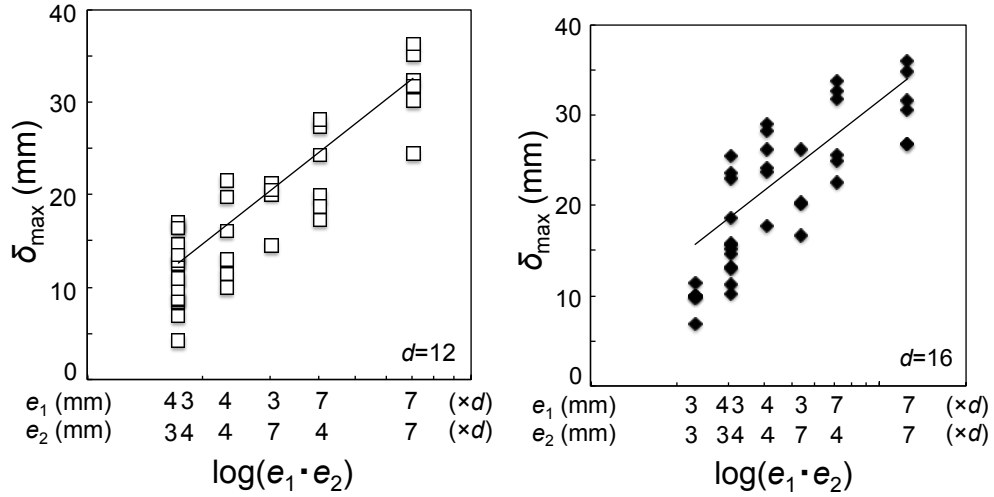 40
30
20
10
0
δmax (mm)
d=12
e1 (mm) 43 4 3 7 7 (×d)
e2 (mm) 34 4 7 4 7 (×d)
log(e1·e2)
40
30
20
10
0
δmax (mm)
d=16
e1 (mm) 3 43 4 3 7 7 (×d)
e2 (mm) 3 34 4 7 4 7 (×d)
log(e1·e2)